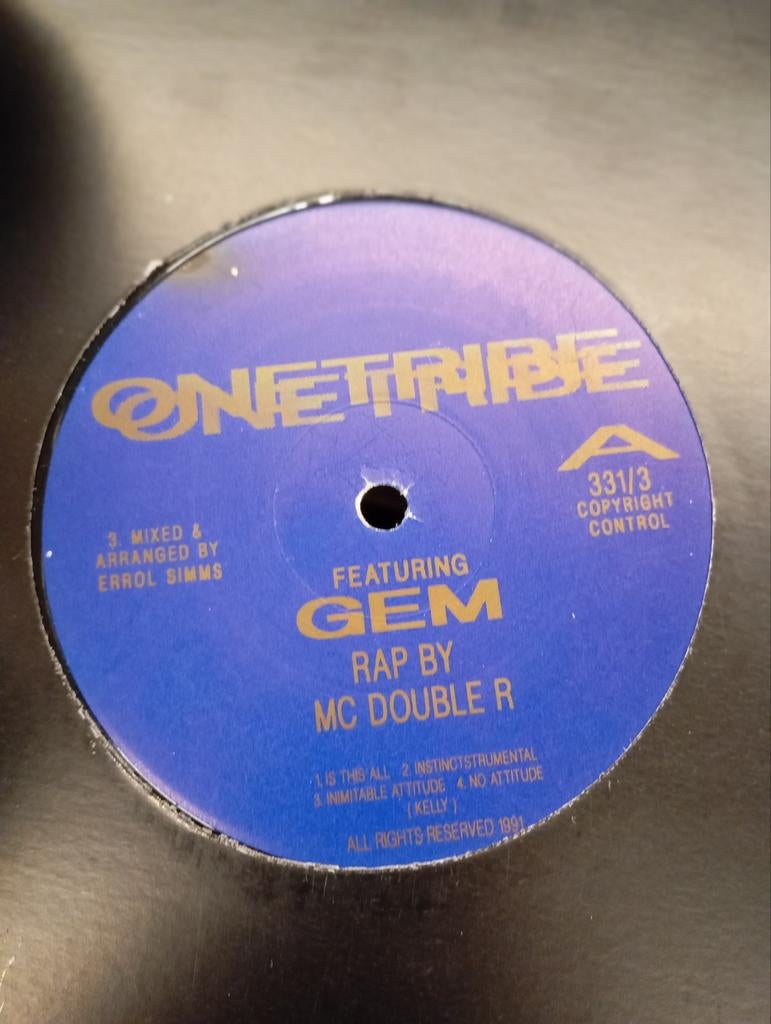 ONETRIBE
A
331/3
COPYRIGHT
CONTROL
3. MIXED &
ARRANGED BY
ERROL SIMMS
FEATURING
GEM
RAP BY
MC DOUBLE R
1. IS THIS ALL 2. INSTINCTSTRUMENTAL
3. INIMITABLE ATTITUDE 4. NO ATTITUDE
( KELLY )
ALL RIGHTS RESERVED 1991